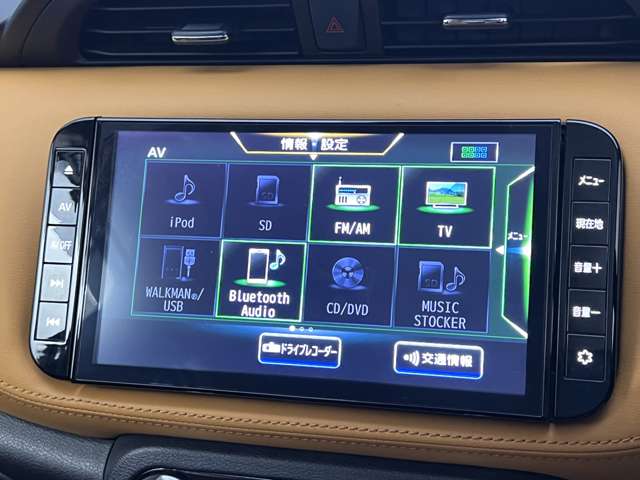 情報・設定
AV
iPod
SD
FM/AM
TV
WALKMAN®/
USB
Bluetooth
Audio
CD/DVD
MUSIC
STOCKER
メニュー
ドライブレコーダー
交通情報
AV
A/OFF
メニュー
現在地
音量＋
音量－